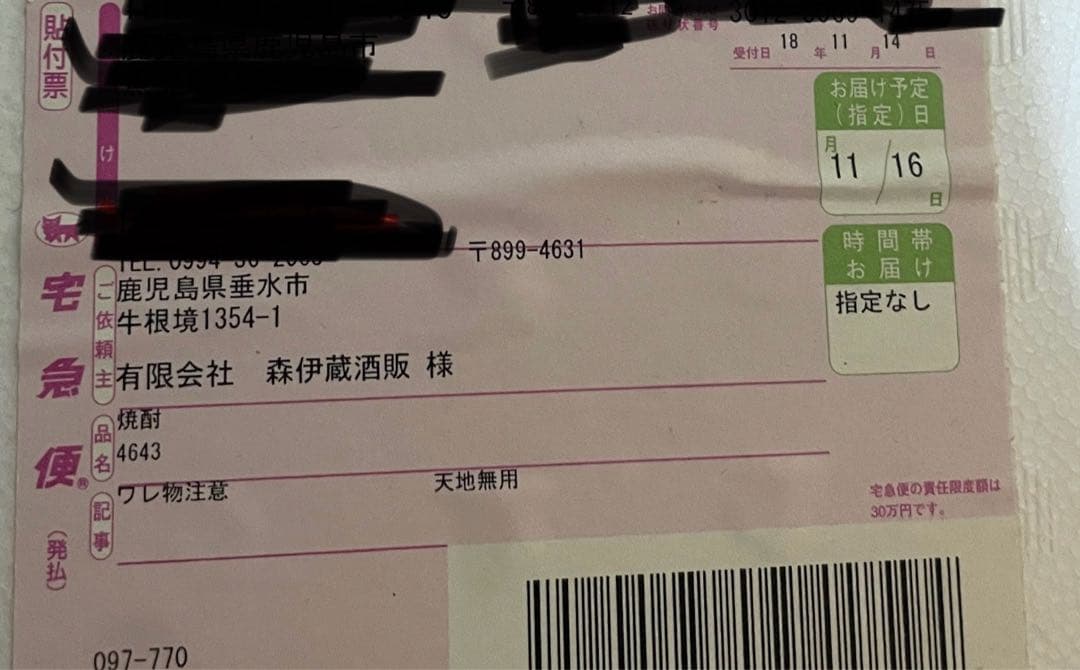 貼付票
受付日 18 年 11 月 14 日
お届け予定
(指定)日
月
11/16
日
け
〒899-4631
時間帯
お届け
指定なし
ご依頼主
鹿児島県垂水市
牛根境1354-1
有限会社 森伊蔵酒販 様
宅急便®
(発払)
品名
焼酎
4643
記事
ワレ物注意 天地無用
宅急便の責任限度額は
30万円です。
097-770